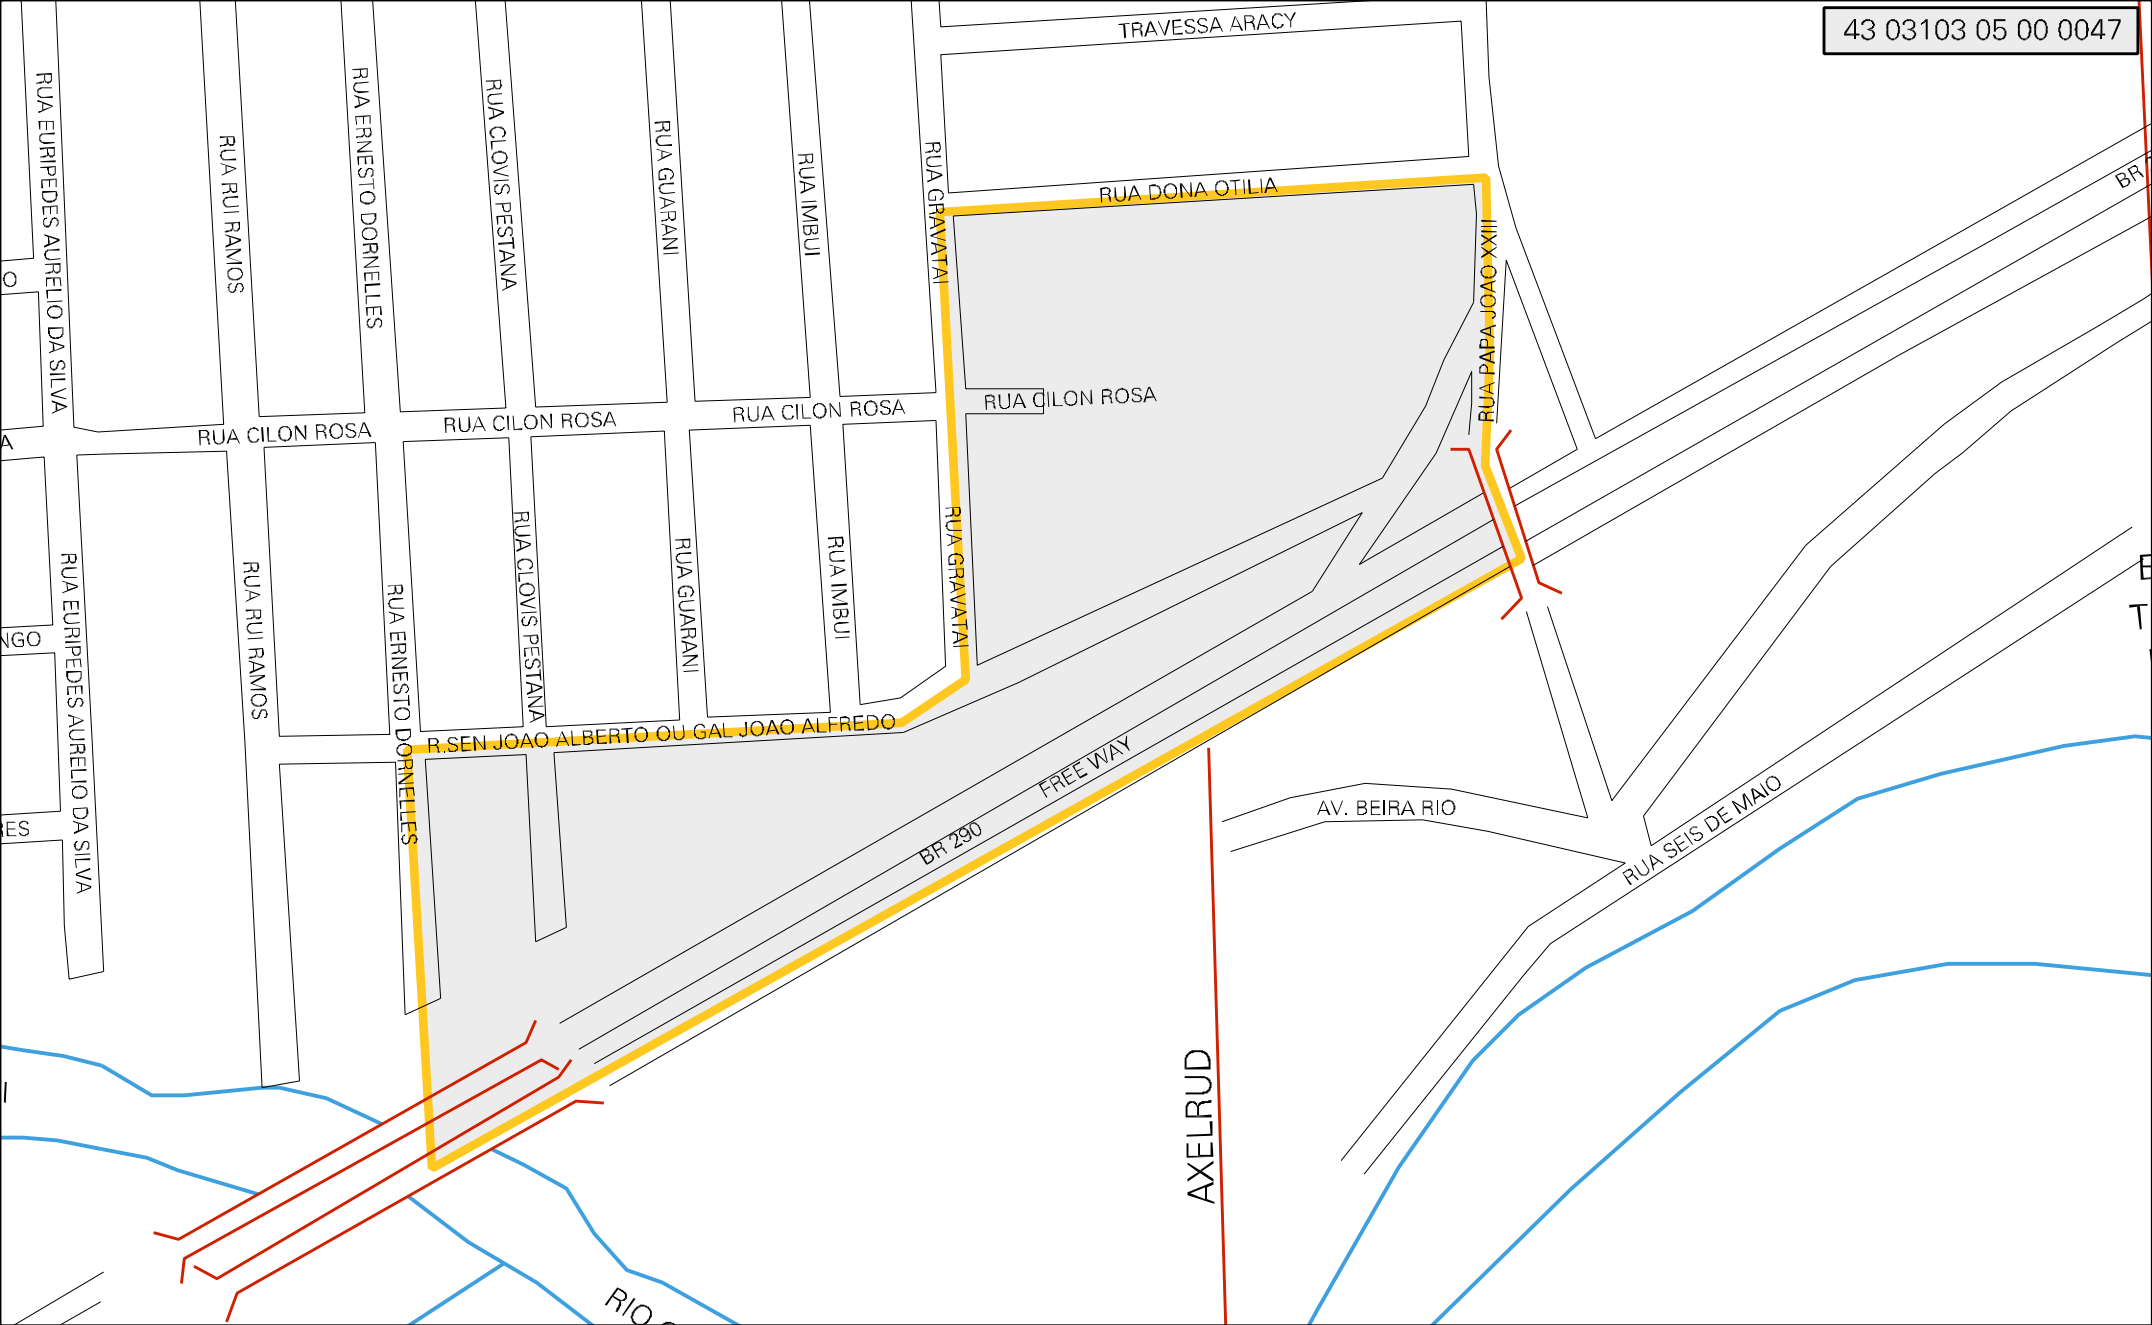 TRAVESSA ARACY
43 03103 05 00 0047
RUA EURIPEDES AURELIO DA SILVA
RUA RUI RAMOS
RUA ERNESTO DORNELLES
RUA CLOVIS PESTANA
RUA GUARANI
RUA IMBUI
RUA GRAVATAI
RUA DONA OTILIA
RUA PAPA JOAO XXIII
BR
O
RUA CILON ROSA
RUA CILON ROSA
RUA CILON ROSA
RUA CILON ROSA
A
RUA EURIPEDES AURELIO DA SILVA
RUA RUI RAMOS
RUA ERNESTO DORNELLES
RUA CLOVIS PESTANA
RUA GUARANI
RUA IMBUI
RUA GRAVATAI
NGO
E
T
R.SEN JOAO ALBERTO OU GAL JOAO ALFREDO
FREE WAY
BR 290
AV. BEIRA RIO
RUA SEIS DE MAIO
RES
I
AXELRUD
RIO